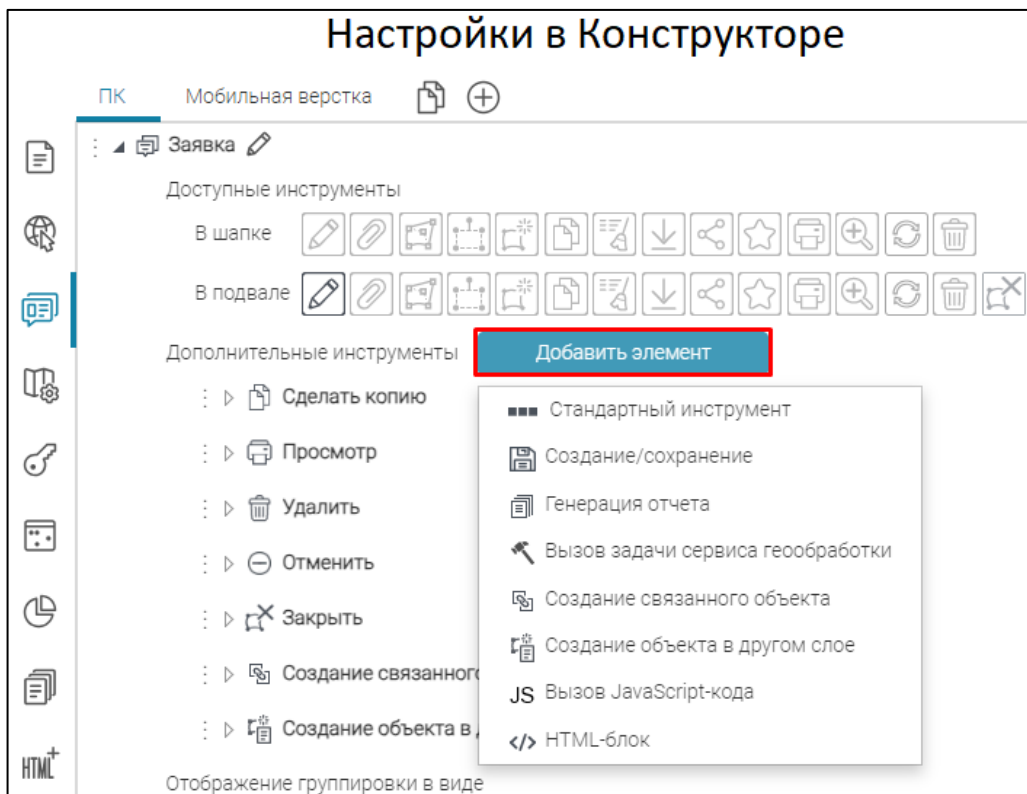 Настройки в Конструкторе
ПК Мобильная верстка
Заявка
Доступные инструменты
В шапке
В подвале
Дополнительные инструменты Добавить элемент
Сделать копию
Просмотр
Удалить
Отменить
Закрыть
Создание связанног
Создание объекта в
Стандартный инструмент
Создание/сохранение
Генерация отчета
Вызов задачи сервиса геообработки
Создание связанного объекта
Создание объекта в другом слое
JS Вызов JavaScript-кода
</> HTML-блок
HTML+
Отображение группировки в виде